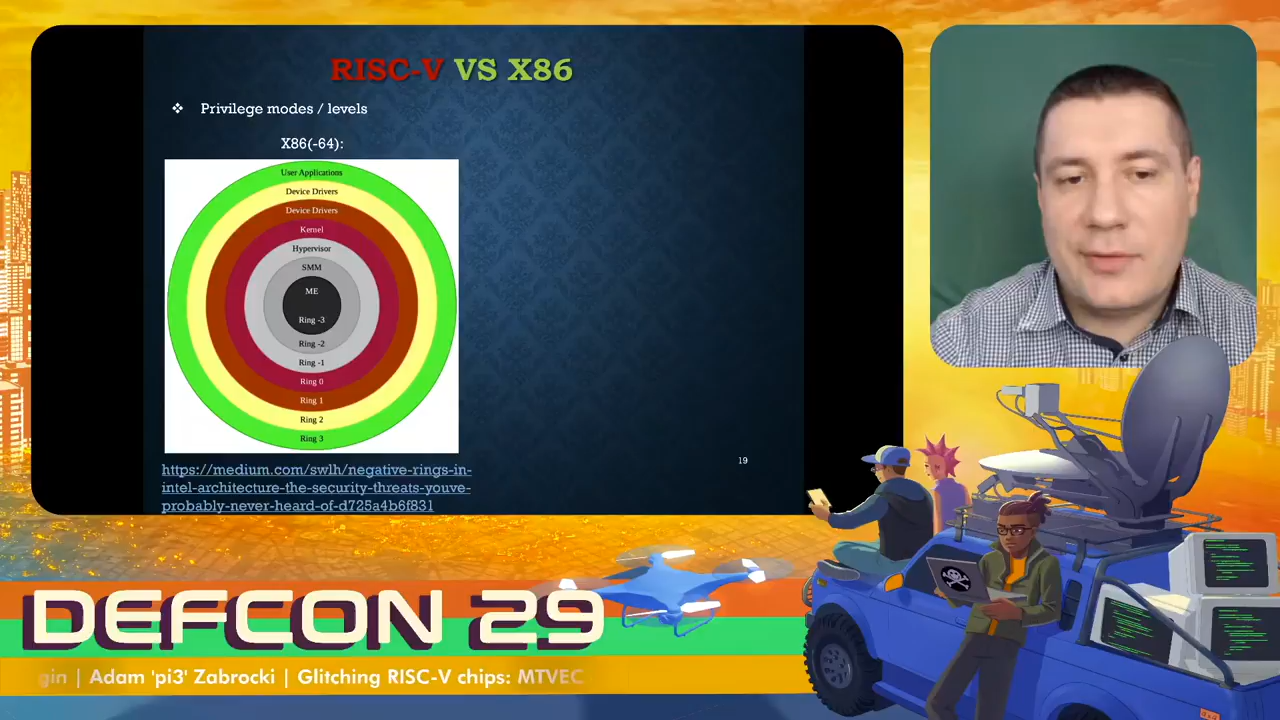 RISC-V VS X86
❖ Privilege modes / levels
X86(-64):
User Applications
Device Drivers
Device Drivers
Kernel
Hypervisor
SMM
ME
Ring -3
Ring -2
Ring -1
Ring 0
Ring 1
Ring 2
Ring 3
https://medium.com/swlh/negative-rings-in-
intel-architecture-the-security-threats-youve-
probably-never-heard-of-d725a4b6f831
19
DEFCON 29
gin | Adam 'pi3' Zabrocki | Glitching RISC-V chips: MTVEC